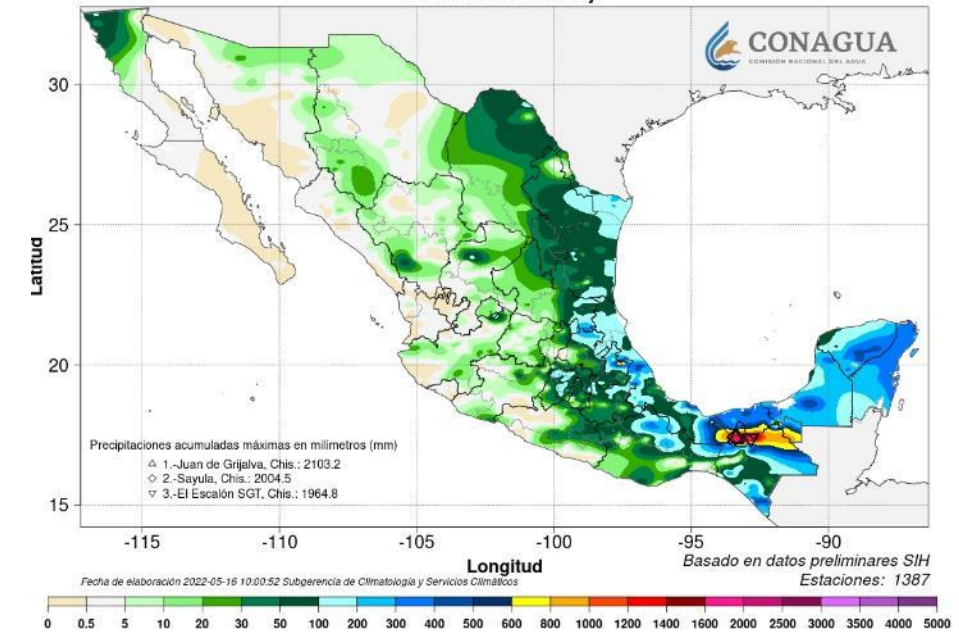 CONAGUA
COMISIÓN NACIONAL DEL AGUA
30
25
20
15
Latitud
Precipitaciones acumuladas máximas en milímetros (mm)
△ 1.-Juan de Grijalva, Chis.: 2103.2
◇ 2.-Sayula, Chis.: 2004.5
▽ 3.-El Escalón SGT, Chis.: 1964.8
-115 -110 -105 -100 -95 -90
Longitud
Basado en datos preliminares SIH
Estaciones: 1387
Fecha de elaboración 2022-05-16 10:00:52 Subgerencia de Climatología y Servicios Climáticos
0 0.5 5 10 20 30 50 100 200 300 400 500 600 800 1000 1200 1400 1600 2000 3000 3500 4000 5000